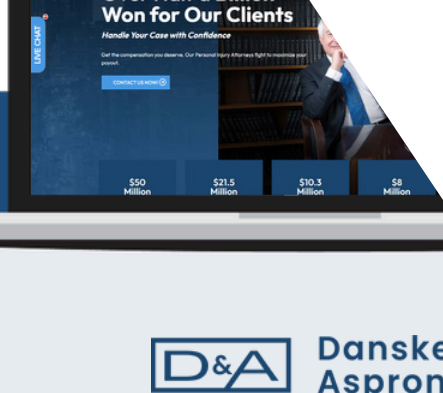 Won for Our Clients
Handle Your Case with Confidence
Get the compensation you deserve. Our Personal Injury Attorneys fight to maximize your
payout.
LIVE CHAT
CONTACT US NOW!
$50
Million
$21.5
Million
$10.3
Million
$8
Million
D&A
Danske
Aspron